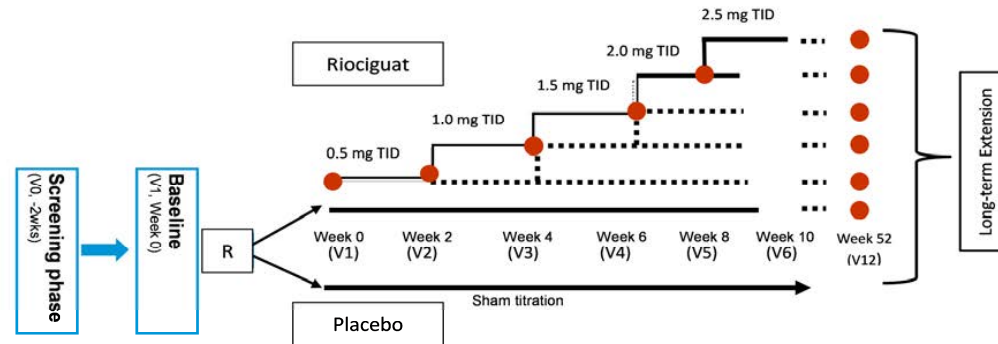 Screening phase
(V0, -2wks)
Baseline
(V1, Week 0)
R
Riociguat
0.5 mg TID
1.0 mg TID
1.5 mg TID
2.0 mg TID
2.5 mg TID
Week 0
(V1)
Week 2
(V2)
Week 4
(V3)
Week 6
(V4)
Week 8
(V5)
Week 10
(V6)
Week 52
(V12)
Sham titration
Placebo
Long-term Extension